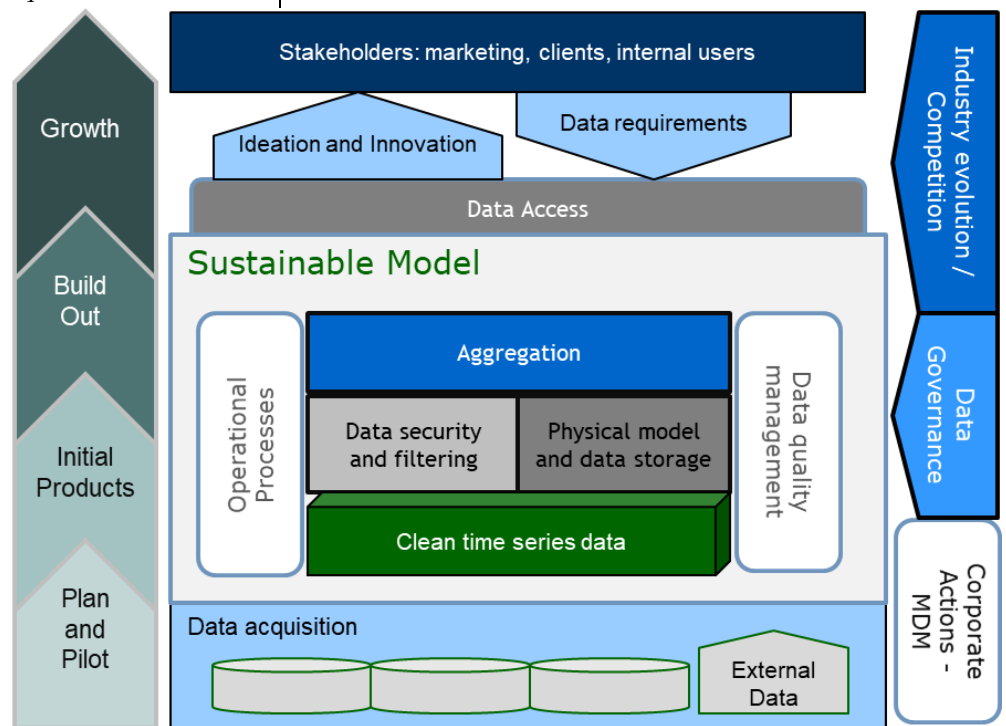 Stakeholders: marketing, clients, internal users
Growth
Ideation and Innovation
Data requirements
Industry evolution /
Competition
Data Access
Sustainable Model
Build
Out
Aggregation
Operational
Processes
Data security
and filtering
Physical model
and data storage
Data quality
management
Data
Governance
Initial
Products
Clean time series data
Plan
and
Pilot
Data acquisition
External
Data
Corporate
Actions -
MDM